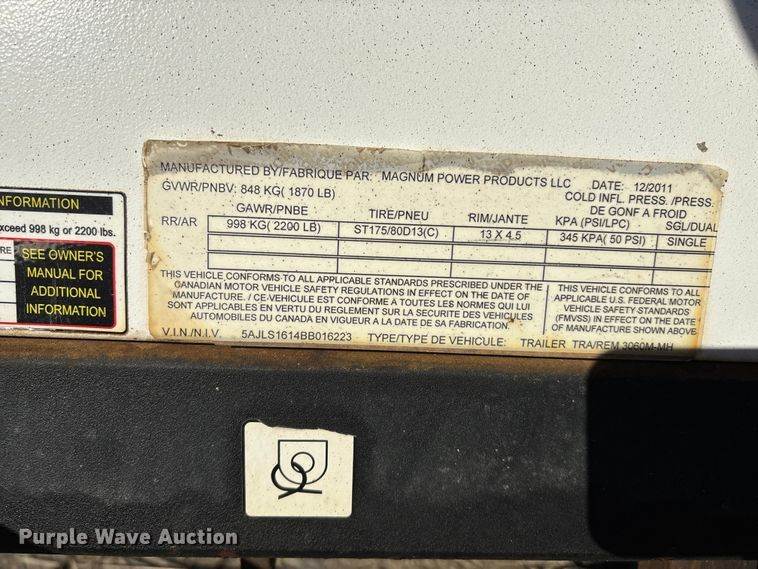 MANUFACTURED BY/FABRIQUE PAR: MAGNUM POWER PRODUCTS LLC DATE: 12/2011
GVWR/PNBV: 848 KG( 1870 LB) COLD INFL. PRESS. /PRESS.
DE GONF A FROID
GAWR/PNBE TIRE/PNEU RIM/JANTE KPA (PSI/LPC) SGL/DUAL
RR/AR 998 KG( 2200 LB) ST175/80D13(C) 13 X 4.5 345 KPA( 50 PSI) SINGLE
THIS VEHICLE CONFORMS TO ALL APPLICABLE STANDARDS PRESCRIBED UNDER THE
CANADIAN MOTOR VEHICLE SAFETY REGULATIONS IN EFFECT ON THE DATE OF
MANUFACTURE. / CE-VEHICULE EST CONFORME A TOUTES LES NORMES QUI LUI
SONT APPLICABLES EN VERTU DU REGLEMENT SUR LA SECURITE DES VEHICULES
AUTOMOBILES DU CANADA EN VIGUEUR A LA DATE DE SA FABRICATION.
THIS VEHICLE CONFORMS TO ALL
APPLICABLE U.S. FEDERAL MOTOR
VEHICLE SAFETY STANDARDS
(FMVSS) IN EFFECT ON THE DATE
OF MANUFACTURE SHOWN ABOVE.
V.I.N./N.I.V. 5AJLS1614BB016223 TYPE/TYPE DE VEHICULE: TRAILER TRA/REM 3060M-MH
INFORMATION
exceed 998 kg or 2200 lbs.
SEE OWNER'S
MANUAL FOR
ADDITIONAL
INFORMATION
Purple Wave Auction